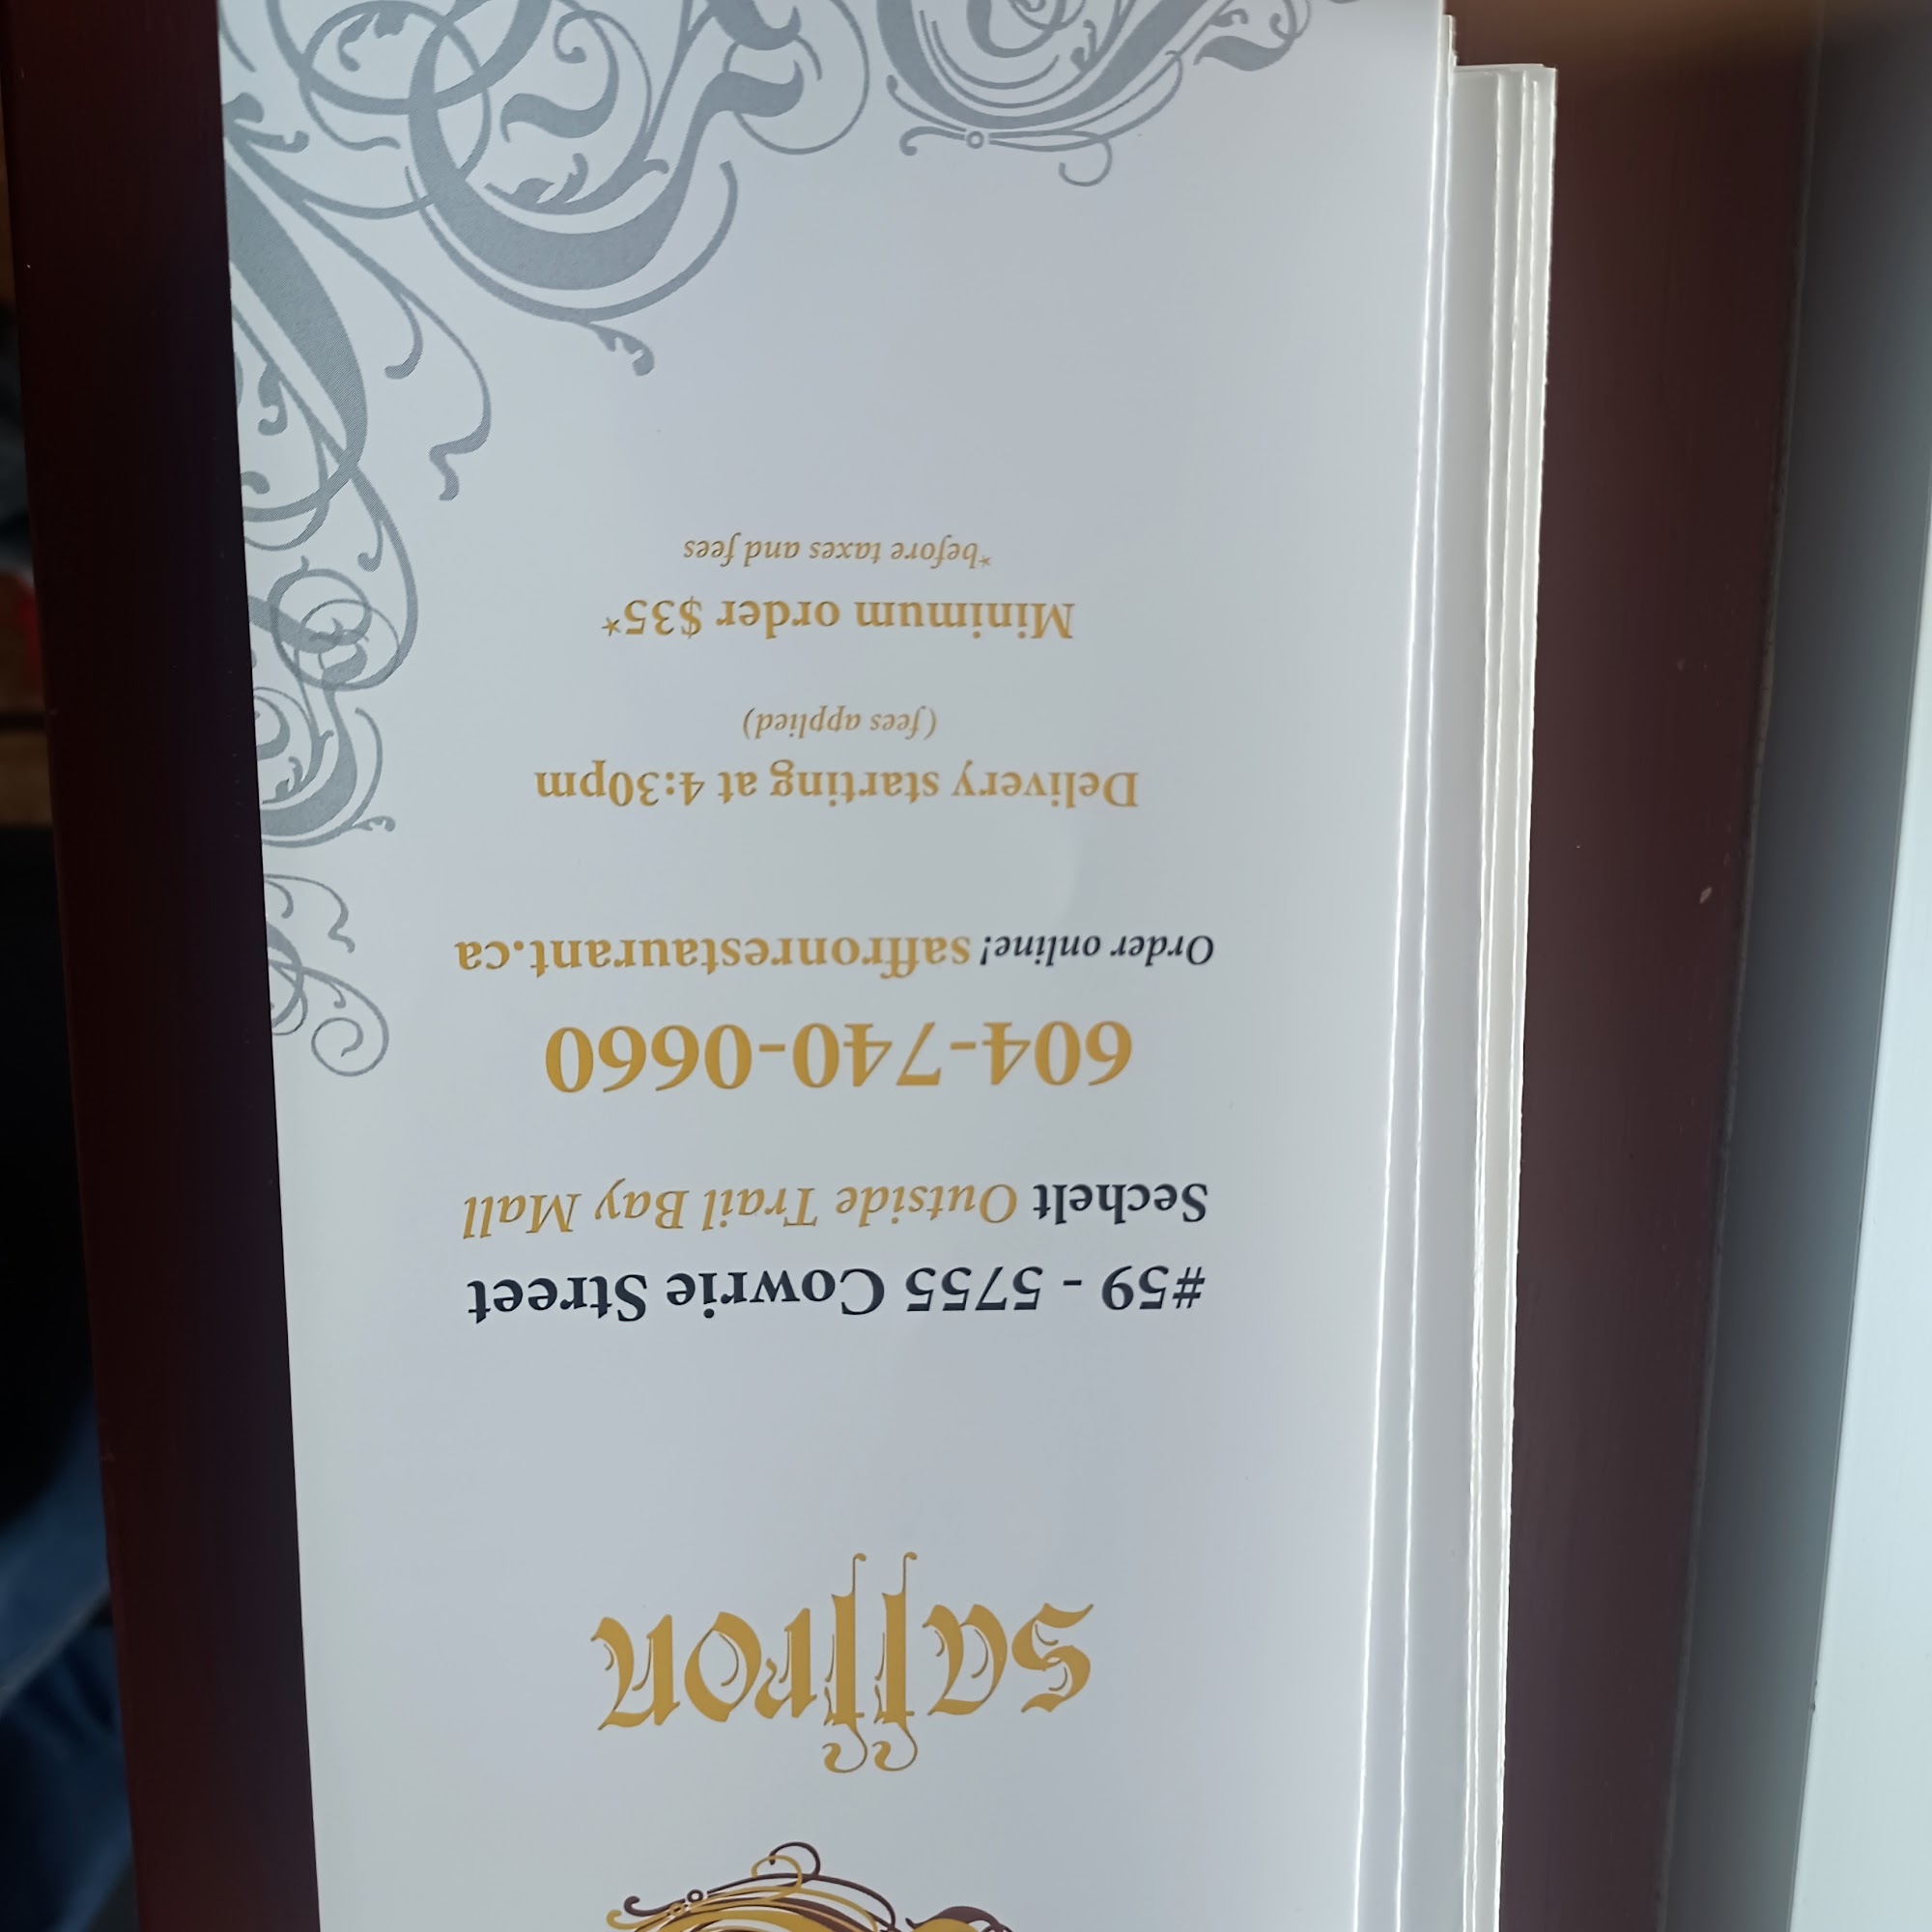 saffron
#59 - 5755 Cowrie Street
Sechelt Outside Trail Bay Mall
604-740-0660
Order online! saffronrestaurant.ca
Delivery starting at 4:30pm
(fees applied)
Minimum order $35*
*before taxes and fees